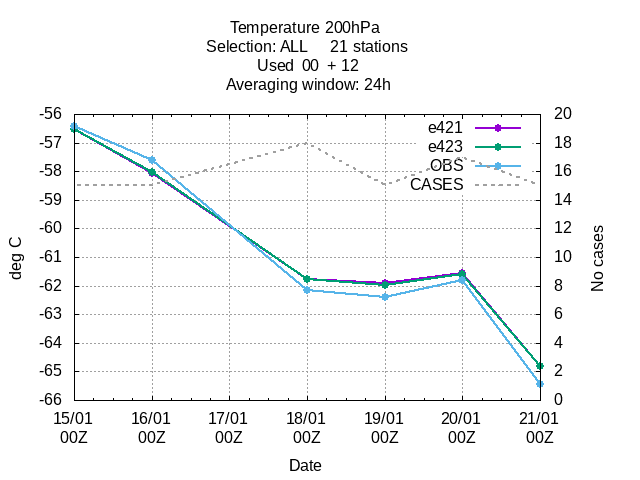 Temperature 200hPa
Selection: ALL     21 stations
Used  00  + 12
Averaging window: 24h
-56
-57
-58
-59
-60
-61
-62
-63
-64
-65
-66
deg C
20
18
16
14
12
10
8
6
4
2
0
No cases
e421
e423
OBS
CASES
15/01 16/01 17/01 18/01 19/01 20/01 21/01
00Z 00Z 00Z 00Z 00Z 00Z 00Z
Date